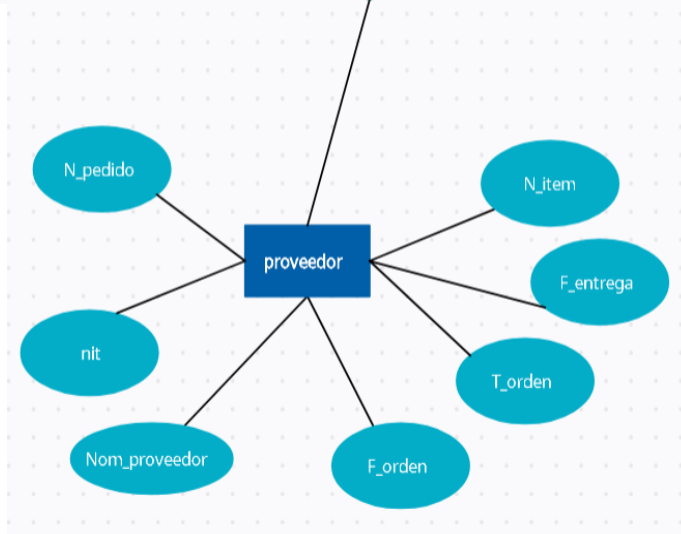 N_pedido
N_item
proveedor
F_entrega
nit
T_orden
Nom_proveedor
F_orden